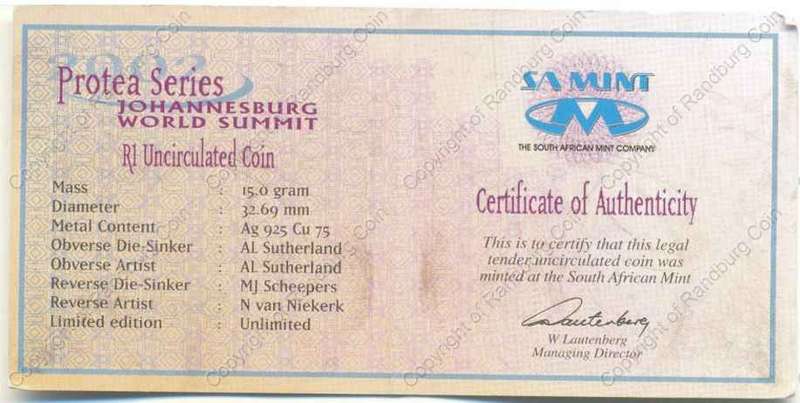 2002
Protea Series
JOHANNESBURG
WORLD SUMMIT
R1 Uncirculated Coin
Mass : 15.0 gram
Diameter : 32.69 mm
Metal Content : Ag 925 Cu 75
Obverse Die-Sinker : AL Sutherland
Obverse Artist : AL Sutherland
Reverse Die-Sinker : MJ Scheepers
Reverse Artist : N van Niekerk
Limited edition : Unlimited
SA MINT
M
THE SOUTH AFRICAN MINT COMPANY
Certificate of Authenticity
This is to certify that this legal
tender uncirculated coin was
minted at the South African Mint
Lautenberg
W Lautenberg
Managing Director
Copyright of Randburg Coin